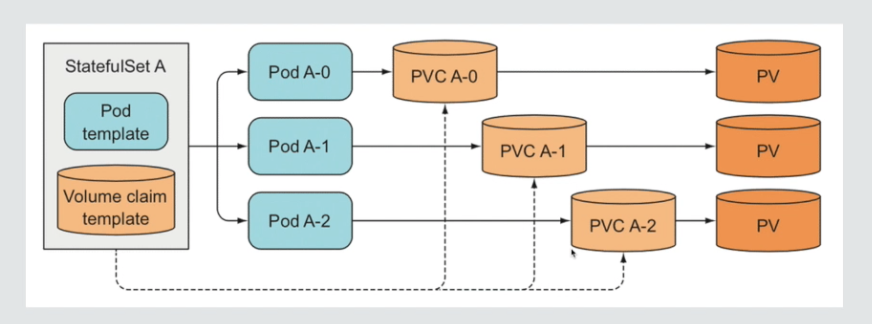 StatefulSet A
Pod
template
Volume claim
template
Pod A-0
PVC A-0
PV
Pod A-1
PVC A-1
PV
Pod A-2
PVC A-2
PV